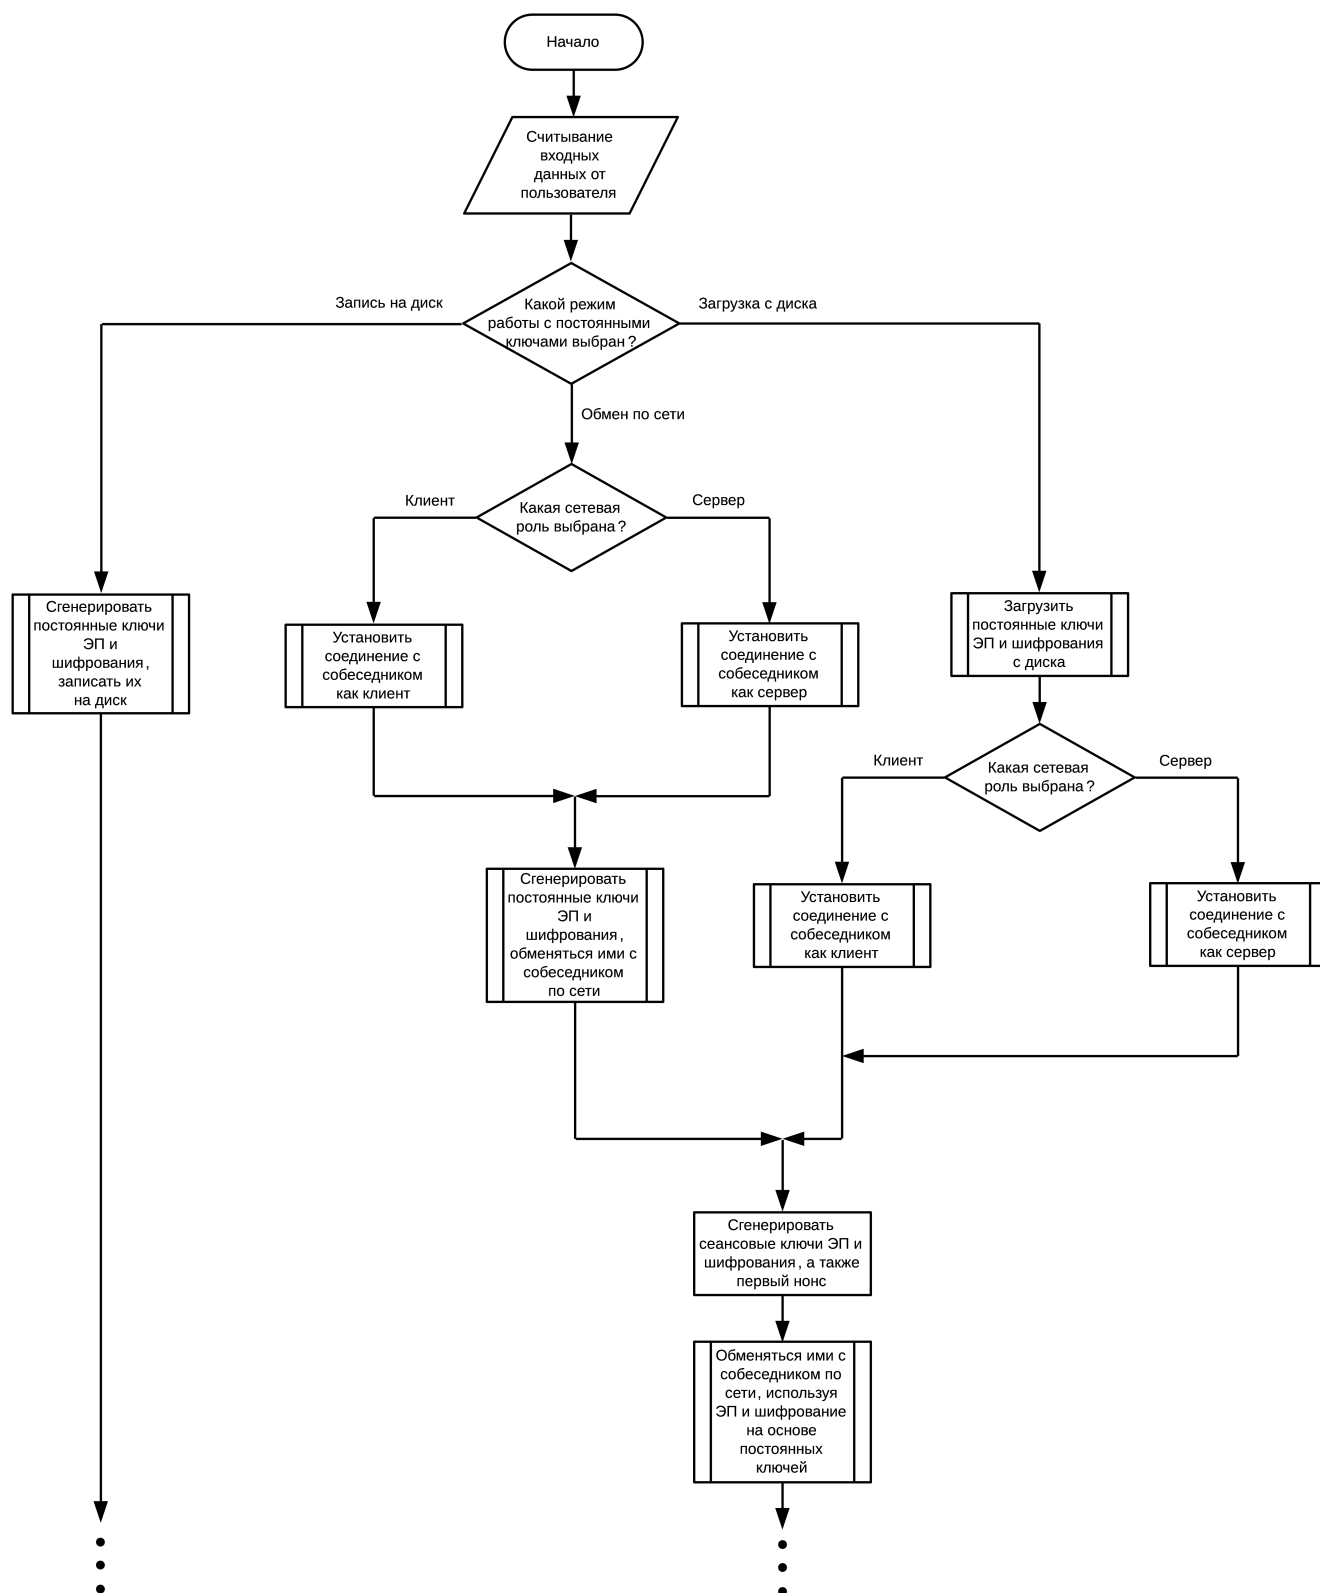 Начало
Считывание
входных
данных от
пользователя
Запись на диск
Какой режим
работы с постоянными
ключами выбран?
Загрузка с диска
Обмен по сети
Клиент
Какая сетевая
роль выбрана?
Сервер
Сгенерировать
постоянные ключи
ЭП и
шифрования,
записать их
на диск
Установить
соединение с
собеседником
как клиент
Установить
соединение с
собеседником
как сервер
Загрузить
постоянные ключи
ЭП и шифрования
с диска
Клиент
Какая сетевая
роль выбрана?
Сервер
Сгенерировать
постоянные ключи
ЭП и
шифрования,
обменяться ими с
собеседником
по сети
Установить
соединение с
собеседником
как клиент
Установить
соединение с
собеседником
как сервер
Сгенерировать
сеансовые ключи ЭП и
шифрования, а также
первый нонс
Обменяться ими с
собеседником по
сети, используя
ЭП и шифрование
на основе
постоянных
ключей